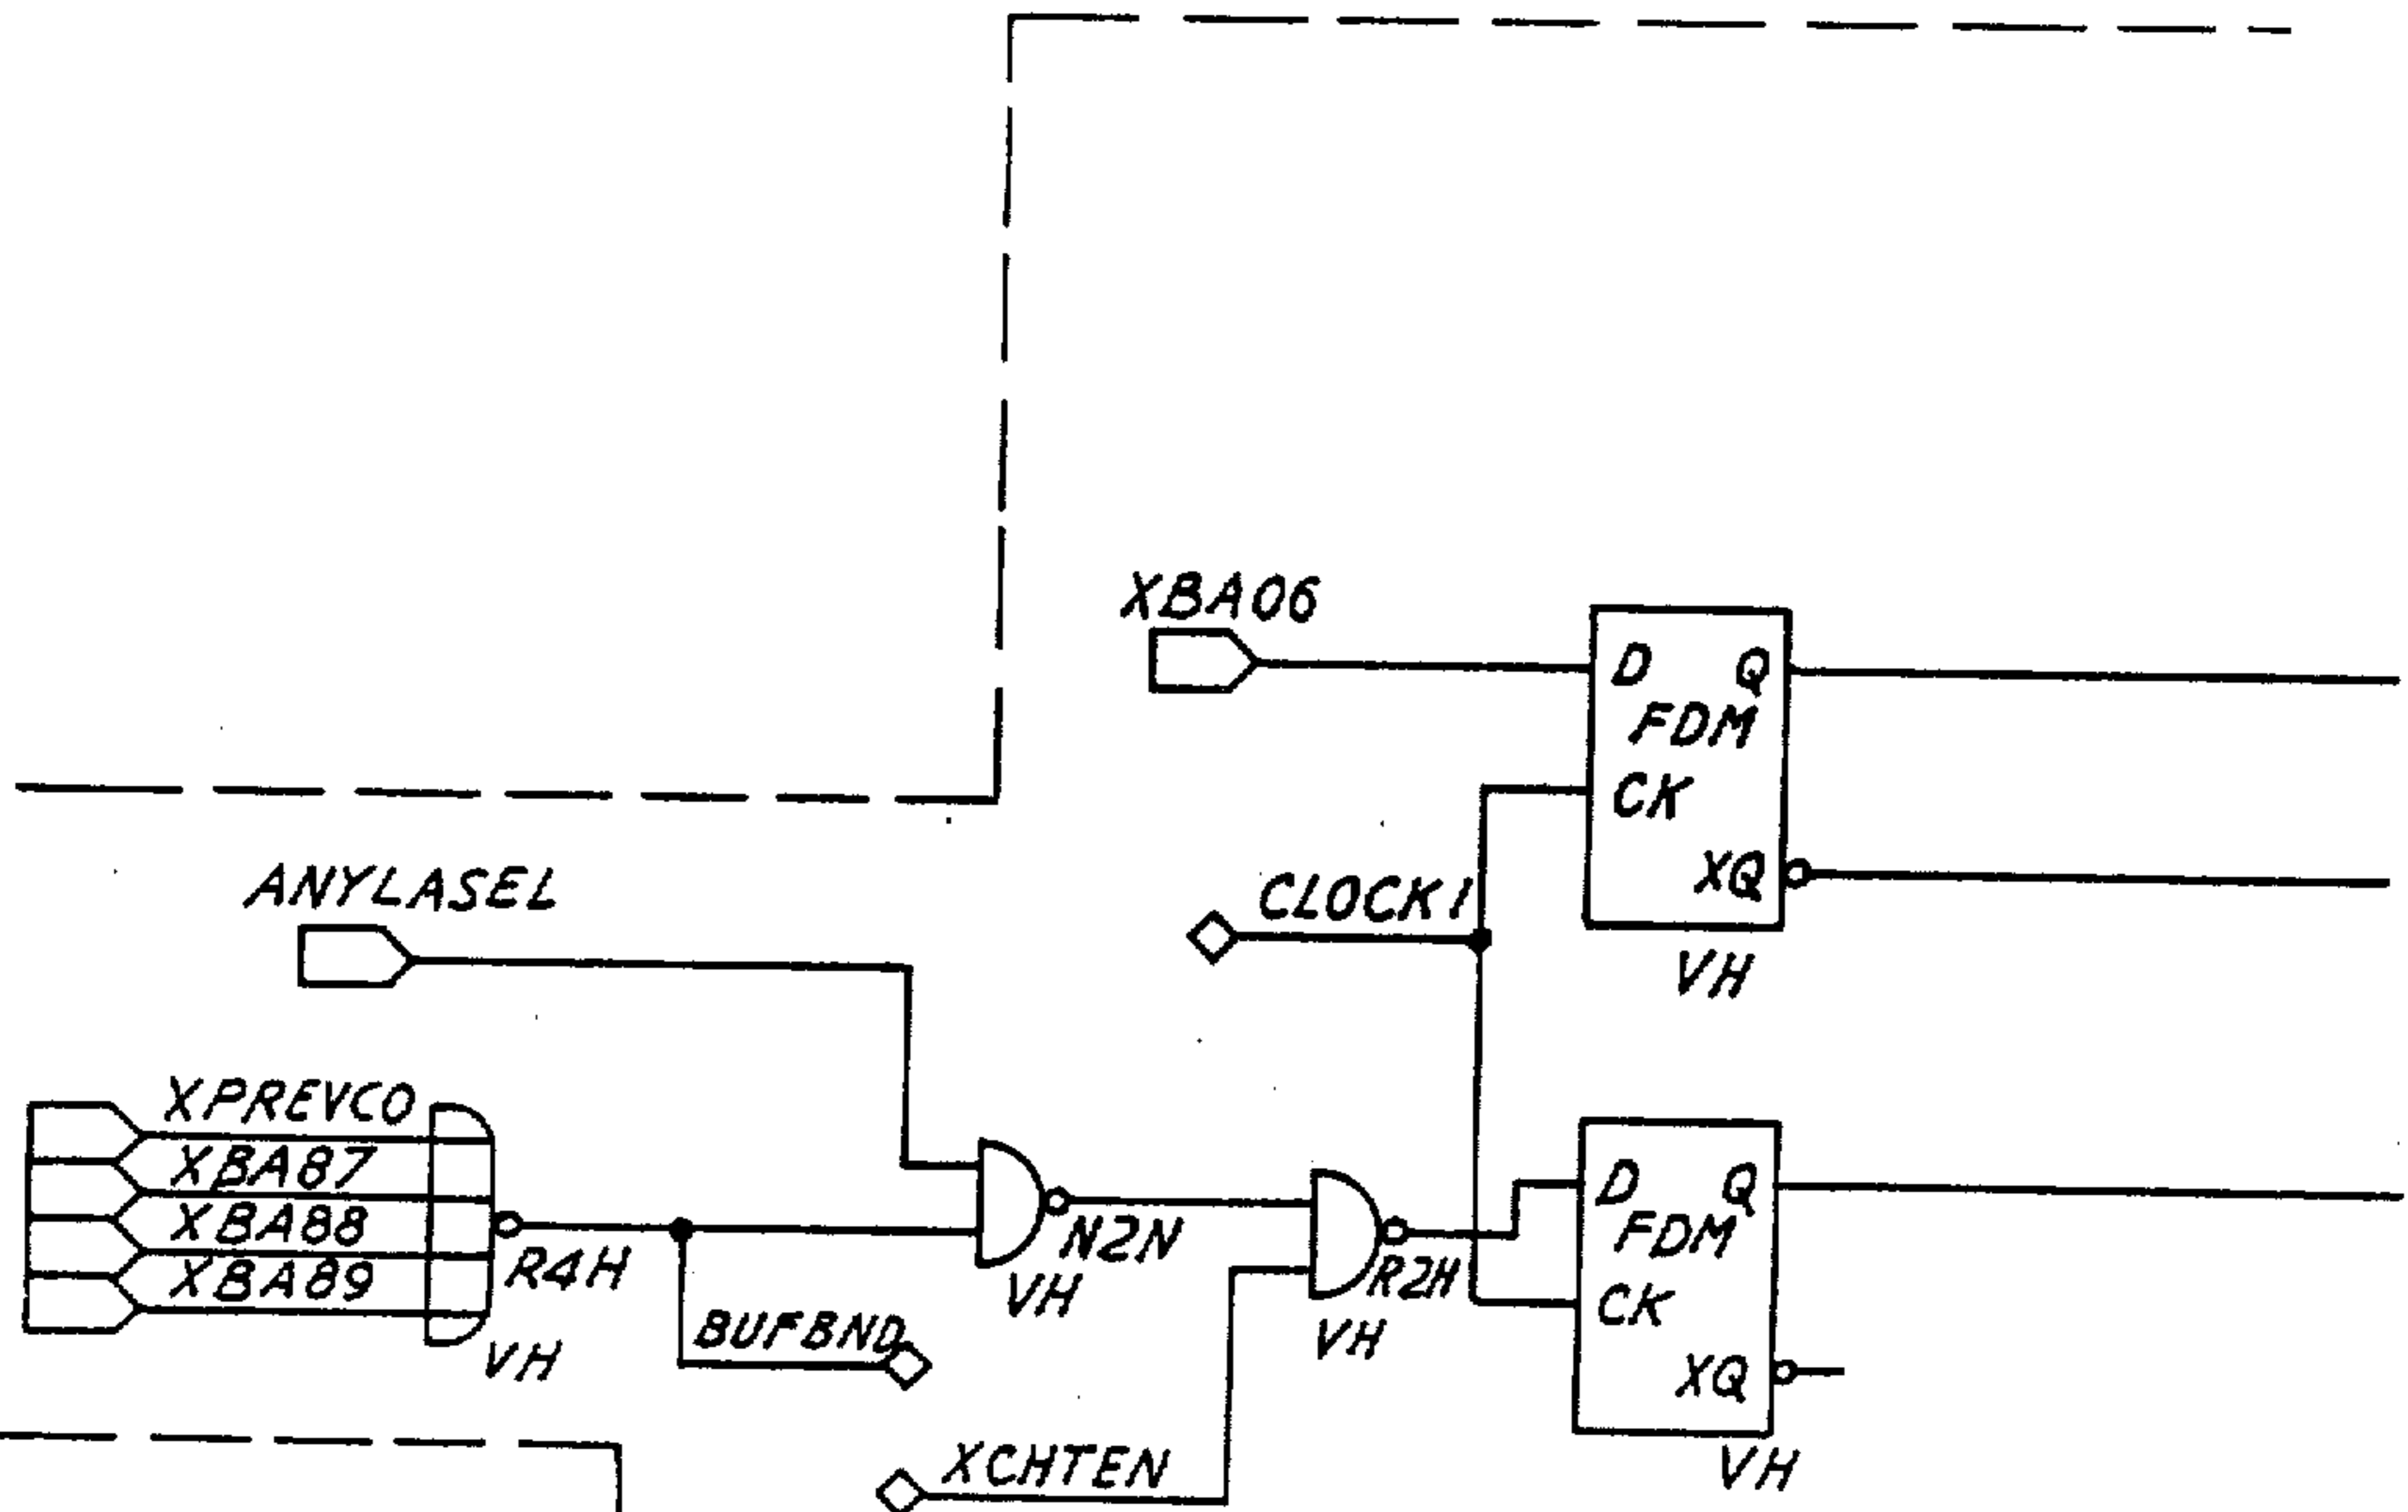 XBA06
D Q
FDM
CK
XQ
VH
ANYLASEL
CLOCK1
XPREVCO
XBA87
XBA88
XBA89
R4H
VH
BUFBND
N2N
VH
R2H
VH
XCHTEN
D Q
FDM
CK
XQ
VH